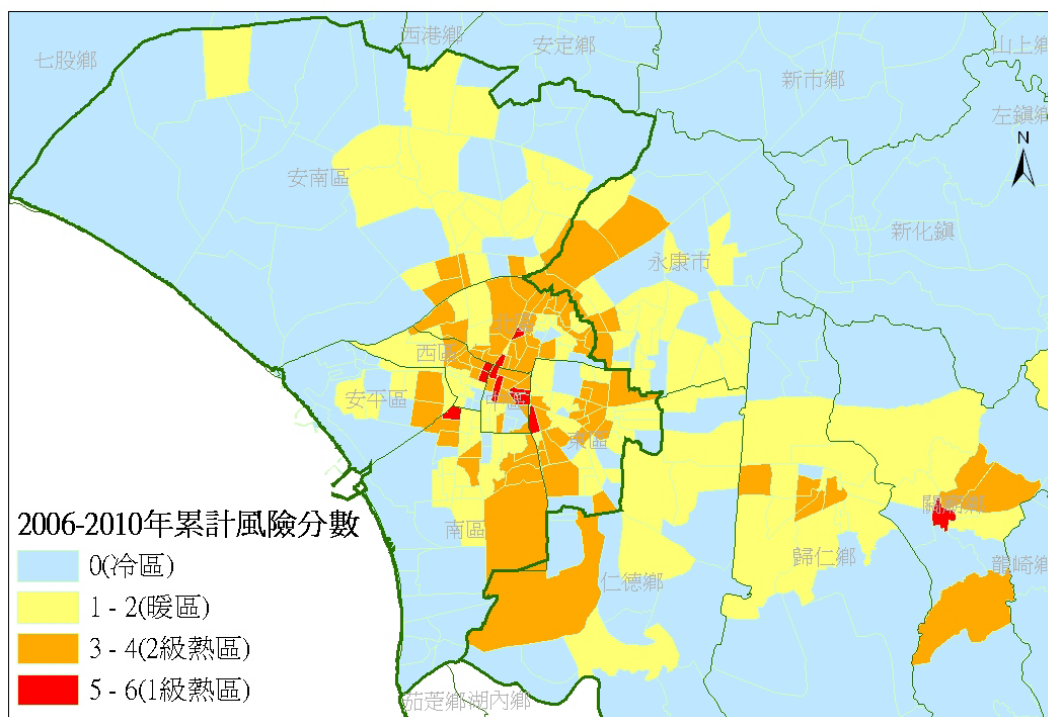 西港鄉
安定鄉
山上鄉
七股鄉
新市鄉
左鎮鄉
N
安南區
新化鎮
永康市
北區
西區
安平區
中區
東區
關廟鄉
2006-2010年累計風險分數
南區
歸仁鄉
龍崎鄉
0(冷區)
仁德鄉
1 - 2(暖區)
3 - 4(2級熱區)
5 - 6(1級熱區)
茄萣鄉
湖內鄉